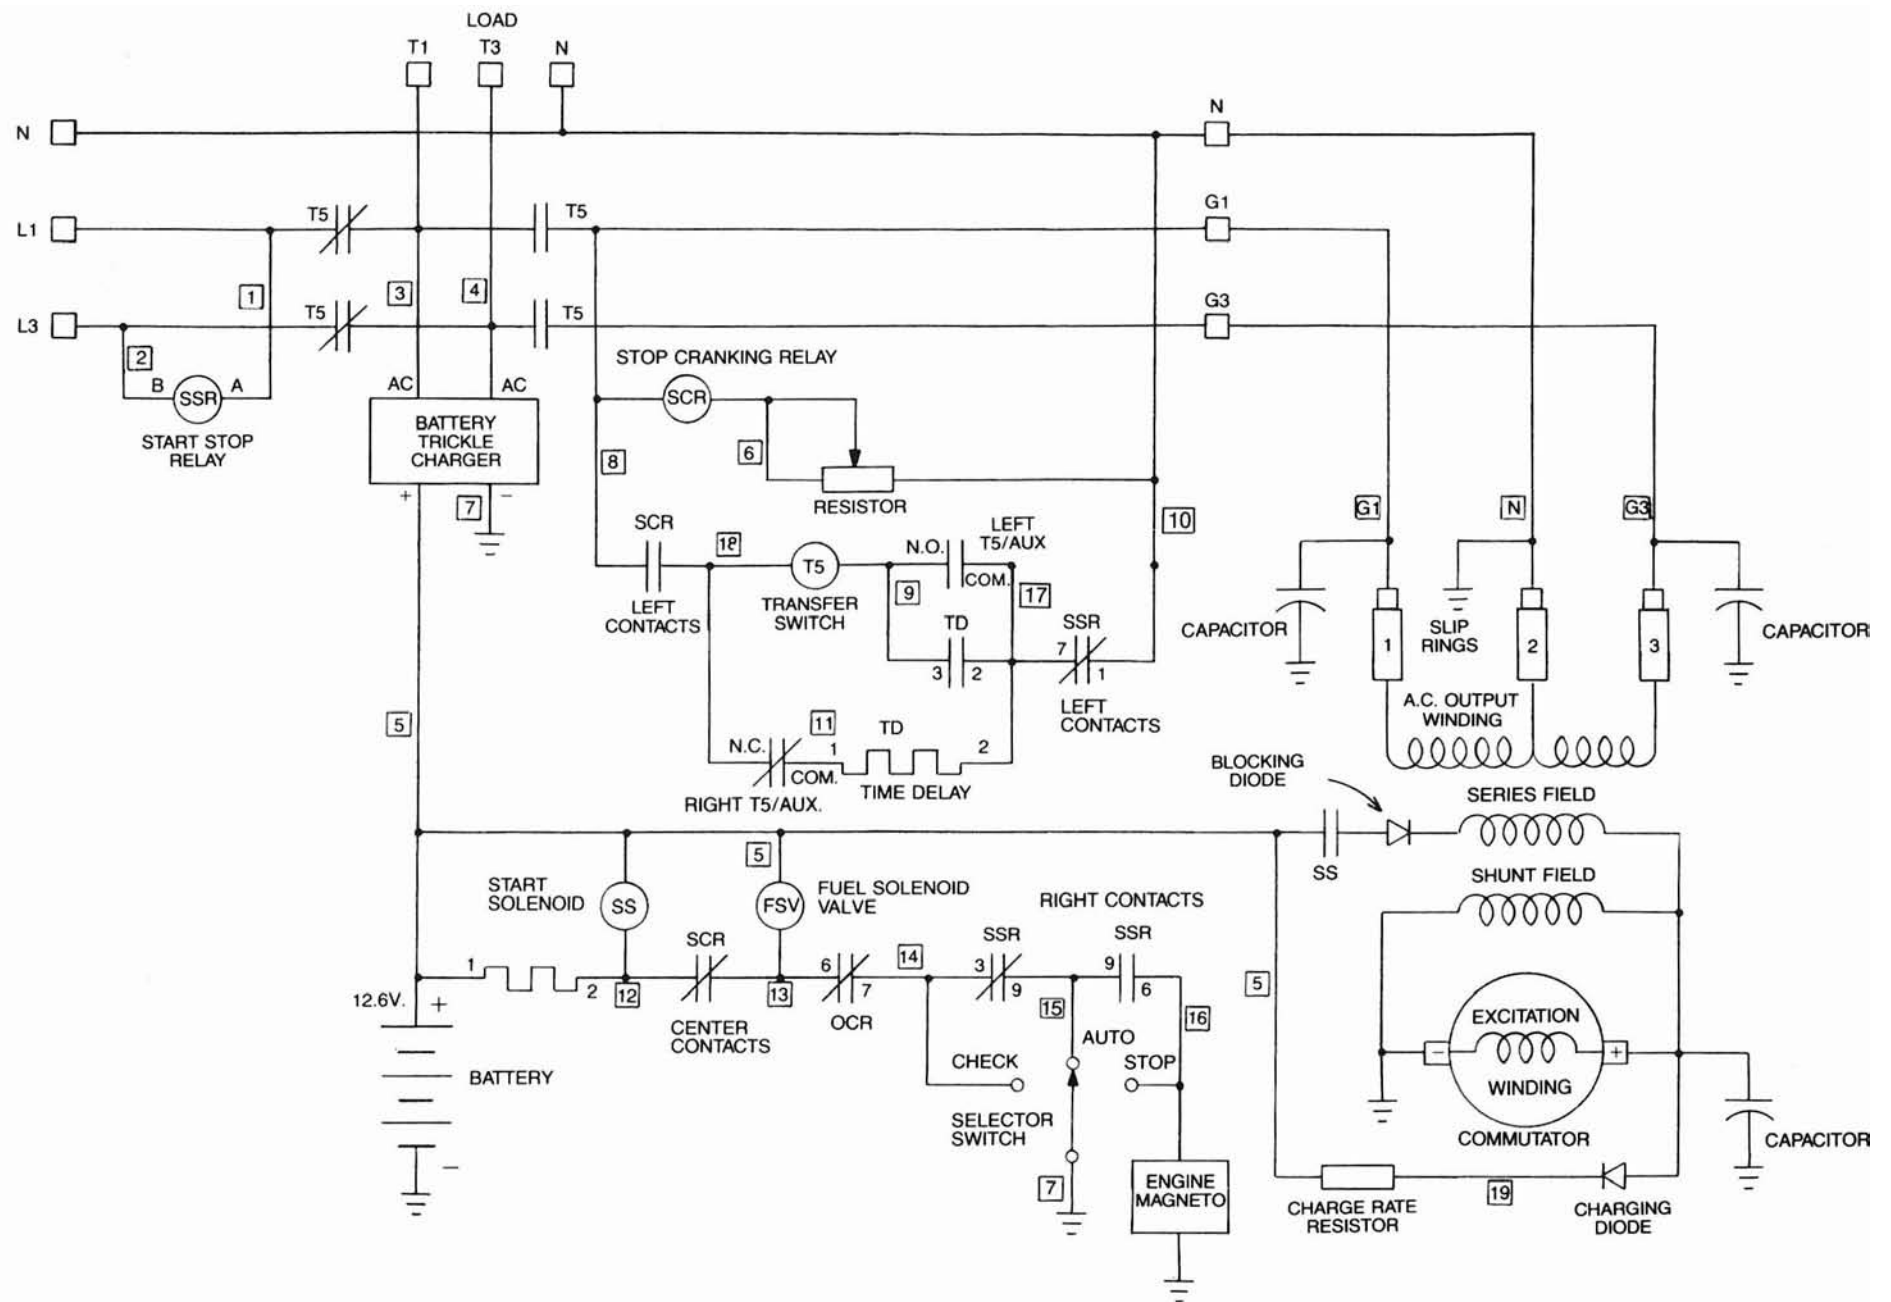 LOAD
T1
T3
N
N
N
L1
T5
T5
G1
1
3
4
L3
T5
T5
G3
2
B
SSR
A
START STOP
RELAY
AC
AC
BATTERY
TRICKLE
CHARGER
+
7
−
STOP CRANKING RELAY
SCR
8
6
RESISTOR
10
SCR
LEFT
CONTACTS
18
T5
TRANSFER
SWITCH
N.O.
LEFT
T5/AUX
COM.
9
17
TD
3
2
SSR
7
1
LEFT
CONTACTS
N.C.
COM.
RIGHT T5/AUX.
11
1
TD
2
TIME DELAY
G1
N
G3
CAPACITOR
1
SLIP
RINGS
2
3
CAPACITOR
A.C. OUTPUT
WINDING
5
BLOCKING
DIODE
SERIES FIELD
SS
SHUNT FIELD
START
SOLENOID
SS
5
FSV
FUEL SOLENOID
VALVE
RIGHT CONTACTS
1
2
12
SCR
CENTER
CONTACTS
13
6
7
OCR
14
SSR
3
9
SSR
9
6
15
16
12.6V.
+
BATTERY
−
CHECK
AUTO
STOP
SELECTOR
SWITCH
7
ENGINE
MAGNETO
5
EXCITATION
−
+
WINDING
COMMUTATOR
CAPACITOR
CHARGE RATE
RESISTOR
19
CHARGING
DIODE